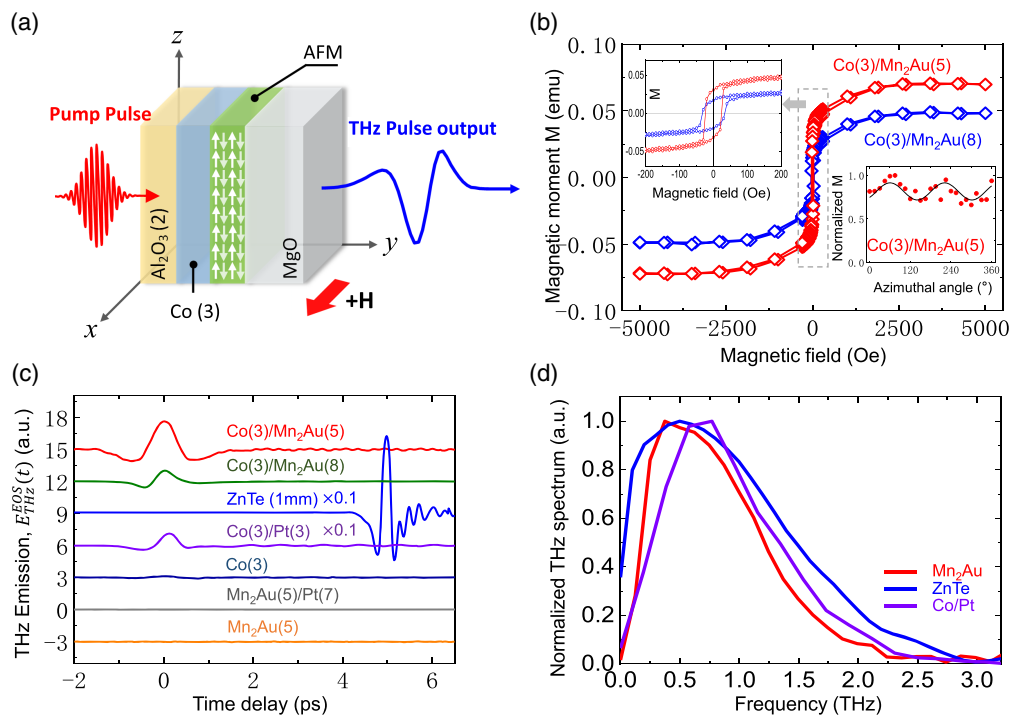 (a)
z
AFM
Pump Pulse
THz Pulse output
Al₂O₃ (2)
MgO
y
x
Co (3)
+H
(b)
Magnetic moment M (emu)
0.10
0.05
0.00
-0.05
-0.10
-5000 -2500 0 2500 5000
Magnetic field (Oe)
Co(3)/Mn₂Au(5)
Co(3)/Mn₂Au(8)
M
0.05
0.00
-0.05
-200 -100 0 100 200
Magnetic field (Oe)
Normalized M
1.0
0.5
0.0
Co(3)/Mn₂Au(5)
0 120 240 360
Azimuthal angle (°)
(c)
THz Emission, E_THz^EOS(t) (a.u.)
18
15
12
9
6
3
0
-3
Co(3)/Mn₂Au(5)
Co(3)/Mn₂Au(8)
ZnTe (1mm) ×0.1
Co(3)/Pt(3) ×0.1
Co(3)
Mn₂Au(5)/Pt(7)
Mn₂Au(5)
-2 0 2 4 6
Time delay (ps)
(d)
Normalized THz spectrum (a.u.)
1.0
0.8
0.6
0.4
0.2
0.0
Mn₂Au
ZnTe
Co/Pt
0.0 0.5 1.0 1.5 2.0 2.5 3.0
Frequency (THz)